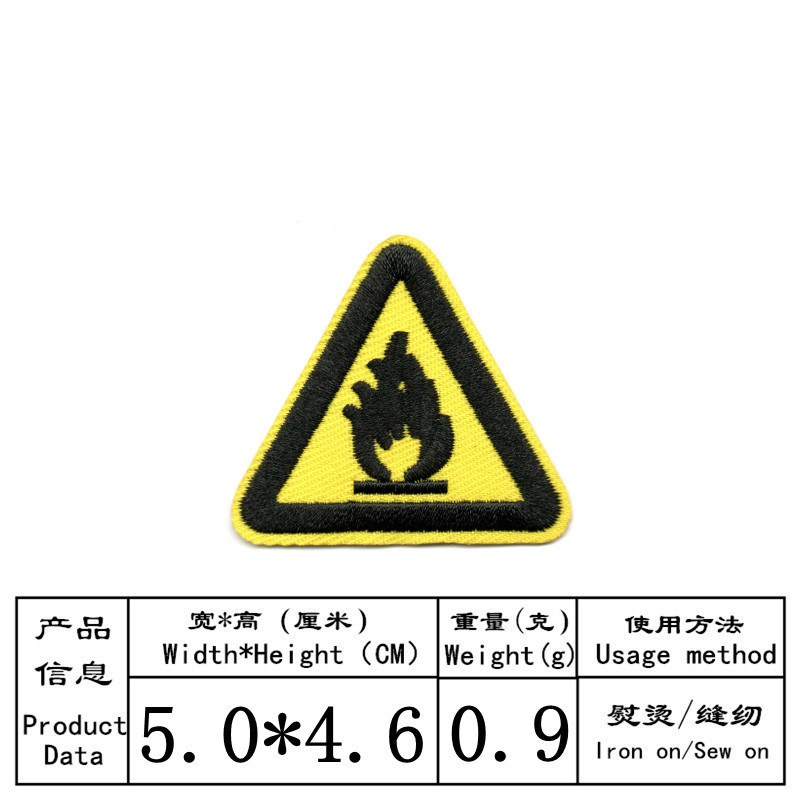 产品
信息
Product
Data
宽*高 (厘米)
Width*Height (CM)
重量(克)
Weight(g)
使用方法
Usage method
5.0*4.6
0.9
熨烫/缝纫
Iron on/Sew on